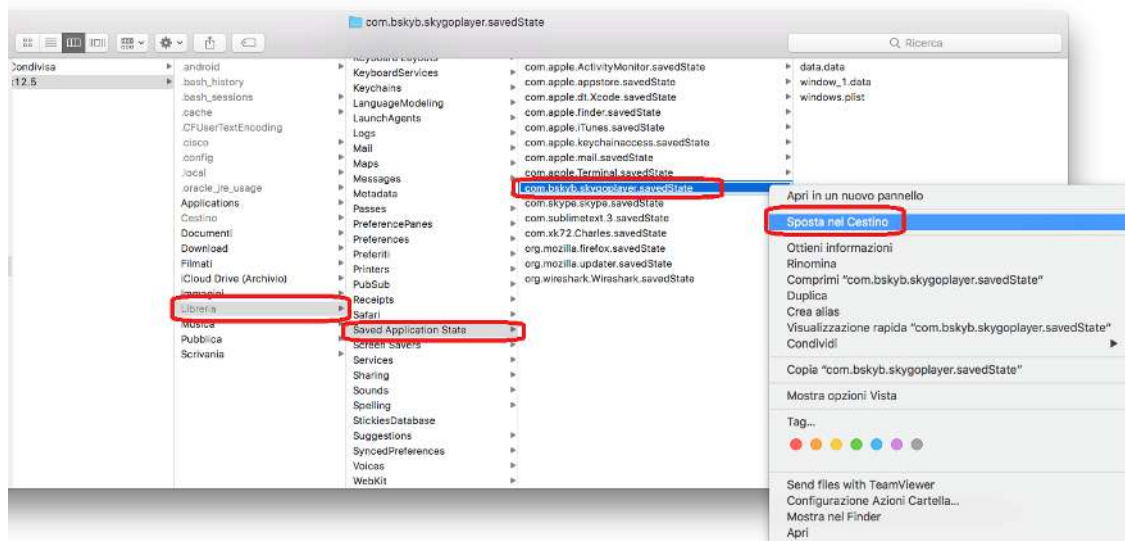 com.bskyb.skygoplayer.savedState
Ricerca
Condivisa
12.5
.android
.bash_history
.bash_sessions
.cache
.CFUserTextEncoding
.cisco
.config
.local
.oracle_jre_usage
Applications
Cestino
Documenti
Download
Filmati
iCloud Drive (Archivio)
Immagini
Libreria
Musica
Pubblica
Scrivania
Keyboard Layouts
KeyboardServices
Keychains
LanguageModeling
LaunchAgents
Logs
Mail
Maps
Messages
Metadata
Passes
PreferencePanes
Preferences
Preferiti
Printers
PubSub
Receipts
Safari
Saved Application State
Screen Savers
Services
Sharing
Sounds
Spelling
StickiesDatabase
Suggestions
SyncedPreferences
Voices
WebKit
com.apple.ActivityMonitor.savedState
com.apple.appstore.savedState
com.apple.dt.Xcode.savedState
com.apple.finder.savedState
com.apple.iTunes.savedState
com.apple.keychainaccess.savedState
com.apple.mail.savedState
com.apple.Terminal.savedState
com.bskyb.skygoplayer.savedState
com.skype.skype.savedState
com.sublimetext.3.savedState
com.xk72.Charles.savedState
org.mozilla.firefox.savedState
org.mozilla.updater.savedState
org.wireshark.Wireshark.savedState
data.data
window_1.data
windows.plist
Apri in un nuovo pannello
Sposta nel Cestino
Ottieni informazioni
Rinomina
Comprimi "com.bskyb.skygoplayer.savedState"
Duplica
Crea alias
Visualizzazione rapida "com.bskyb.skygoplayer.savedState"
Condividi
Copia "com.bskyb.skygoplayer.savedState"
Mostra opzioni Vista
Tag...
Send files with TeamViewer
Configurazione Azioni Cartella...
Mostra nel Finder
Apri